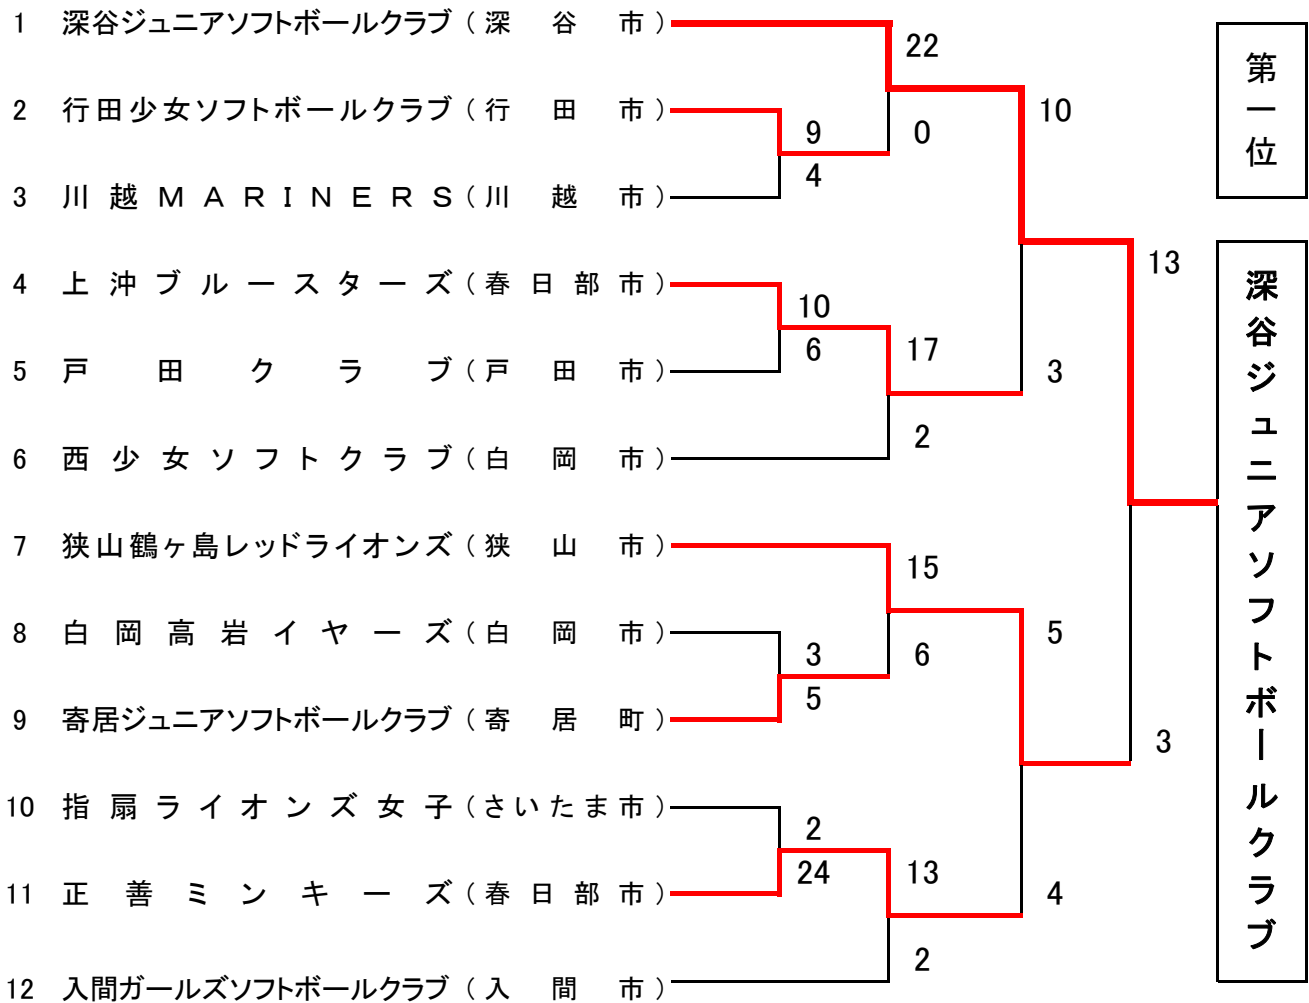 1 深谷ジュニアソフトボールクラブ(深谷市)
22
第一位
2 行田少女ソフトボールクラブ(行田市)
9
0
10
4
3 川越MARINERS(川越市)
13
4 上沖ブルースターズ(春日部市)
10
6
17
3
5 戸田クラブ(戸田市)
2
6 西少女ソフトクラブ(白岡市)
深谷ジュニアソフトボールクラブ
7 狭山鶴ヶ島レッドライオンズ(狭山市)
15
8 白岡高岩イヤーズ(白岡市)
3
6
5
5
9 寄居ジュニアソフトボールクラブ(寄居町)
3
10 指扇ライオンズ女子(さいたま市)
2
24
13
4
11 正善ミンキーズ(春日部市)
2
12 入間ガールズソフトボールクラブ(入間市)